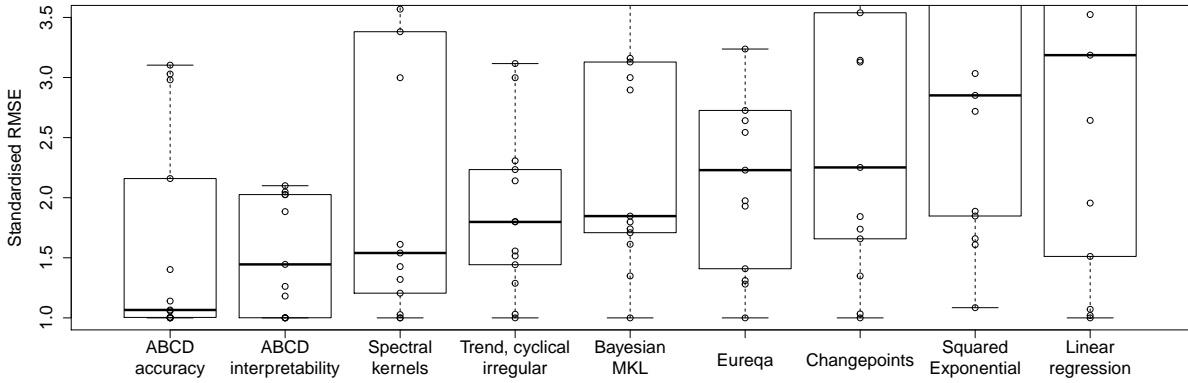 Standardised RMSE
3.5
3.0
2.5
2.0
1.5
1.0
ABCD
accuracy
ABCD
interpretability
Spectral
kernels
Trend, cyclical
irregular
Bayesian
MKL
Eureqa
Changepoints
Squared
Exponential
Linear
regression